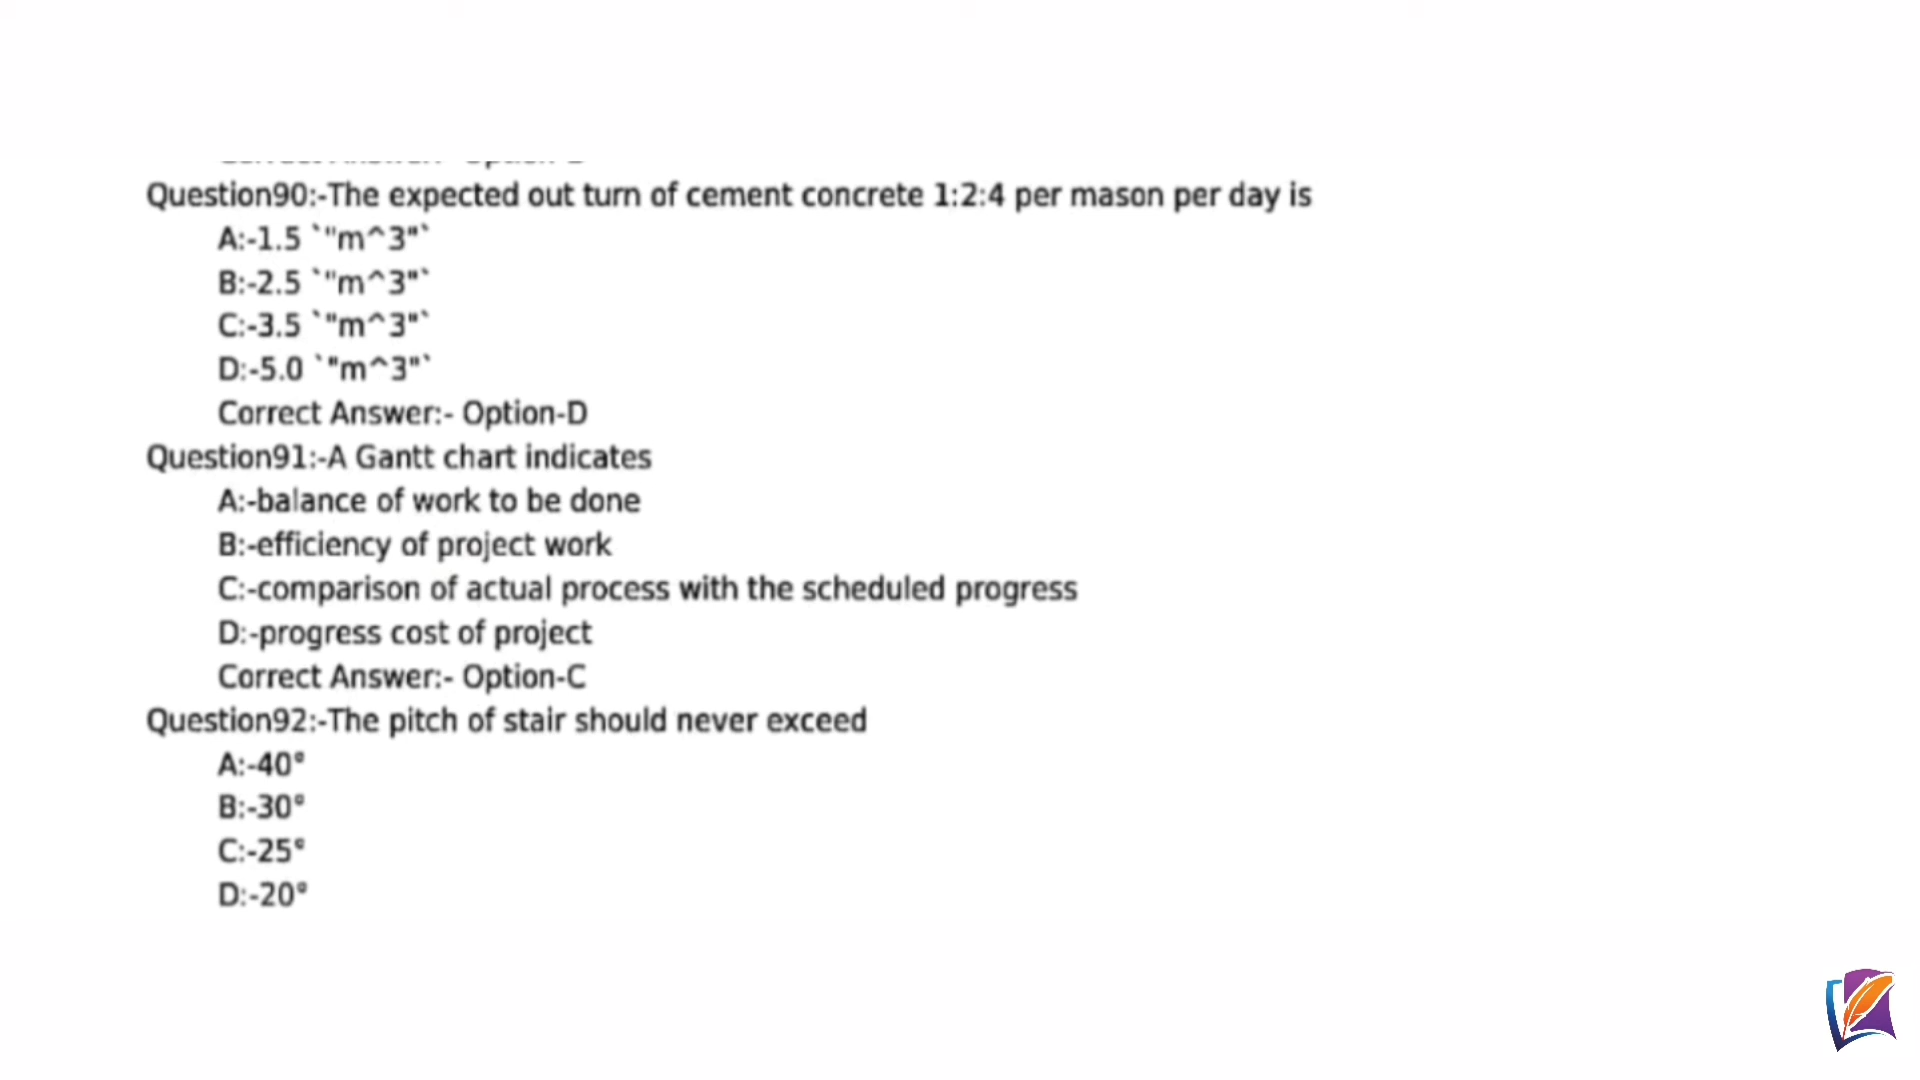 Question90:-The expected out turn of cement concrete 1:2:4 per mason per day is
A:-1.5 `"m^3"`
B:-2.5 `"m^3"`
C:-3.5 `"m^3"`
D:-5.0 `"m^3"`
Correct Answer:- Option-D
Question91:-A Gantt chart indicates
A:-balance of work to be done
B:-efficiency of project work
C:-comparison of actual process with the scheduled progress
D:-progress cost of project
Correct Answer:- Option-C
Question92:-The pitch of stair should never exceed
A:-40°
B:-30°
C:-25°
D:-20°